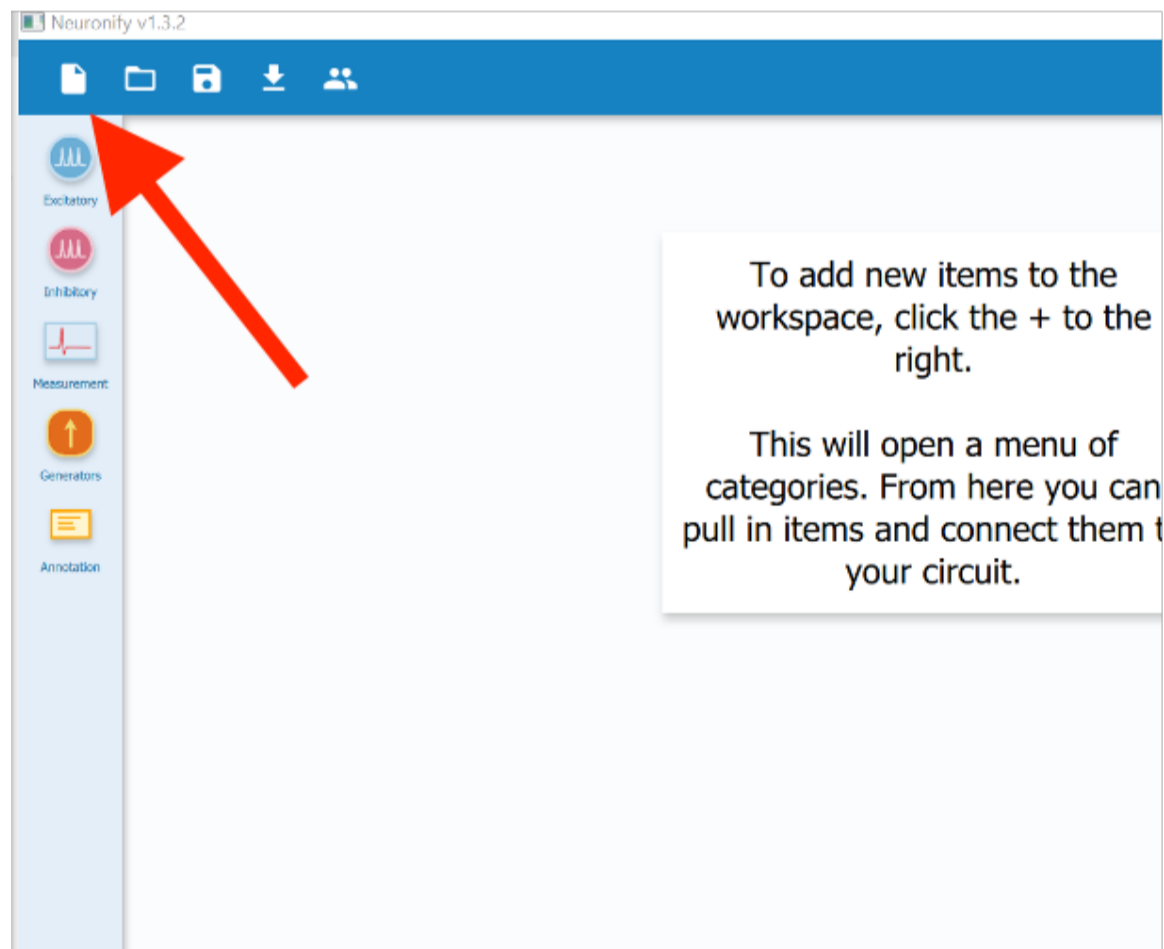 Neuronify v1.3.2
Excitatory
Inhibitory
Measurement
Generators
Annotation
To add new items to the
workspace, click the + to the
right.
This will open a menu of
categories. From here you can
pull in items and connect them t
your circuit.